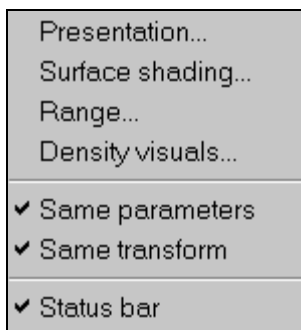 Presentation...
Surface shading...
Range...
Density visuals...
Same parameters
Same transform
Status bar